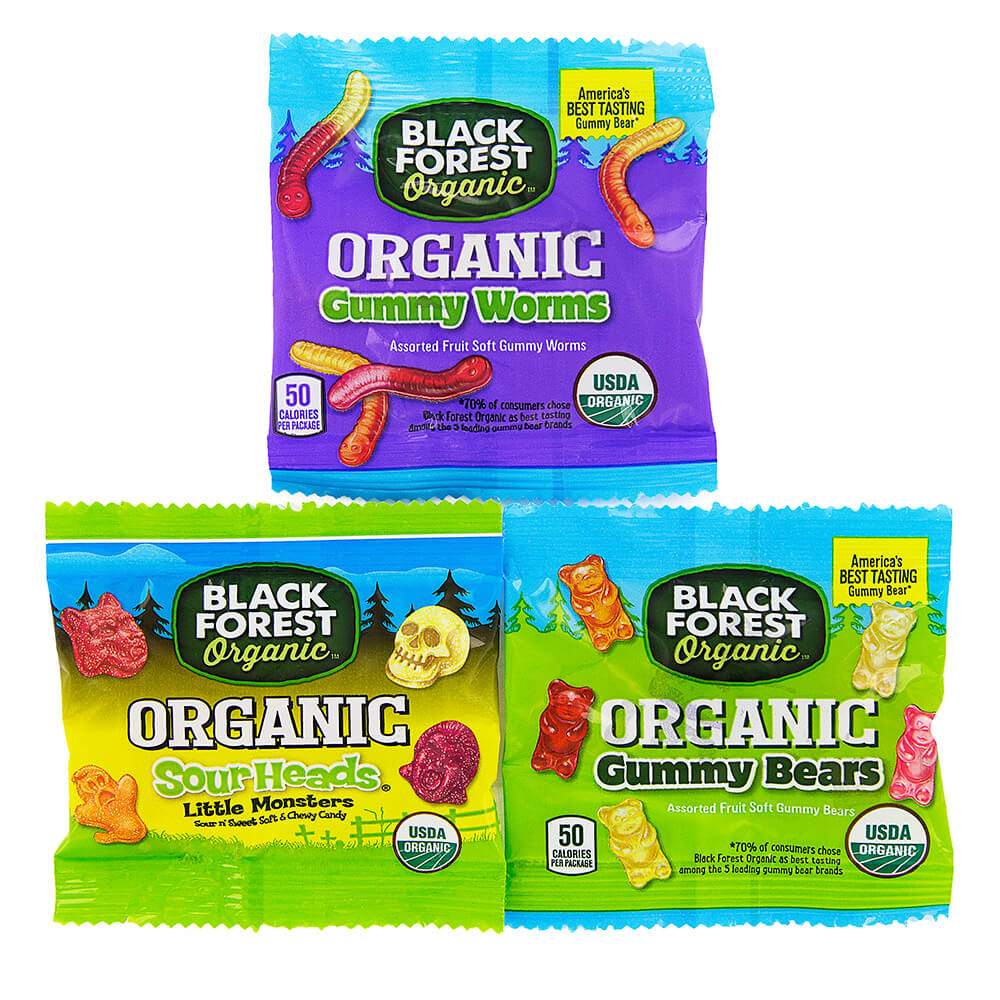 America's
BEST TASTING
Gummy Bear*
BLACK
FOREST
Organic™
ORGANIC
Gummy Worms
Assorted Fruit Soft Gummy Worms
50
CALORIES
PER PACKAGE
USDA
ORGANIC
*70% of consumers chose
Black Forest Organic as best tasting
among the 5 leading gummy bear brands
BLACK
FOREST
Organic™
ORGANIC
Sour Heads®
Little Monsters
Sour n' Sweet Soft & Chewy Candy
USDA
ORGANIC
America's
BEST TASTING
Gummy Bear*
BLACK
FOREST
Organic™
ORGANIC
Gummy Bears
Assorted Fruit Soft Gummy Bears
50
CALORIES
PER PACKAGE
*70% of consumers chose
Black Forest Organic as best tasting
among the 5 leading gummy bear brands
USDA
ORGANIC